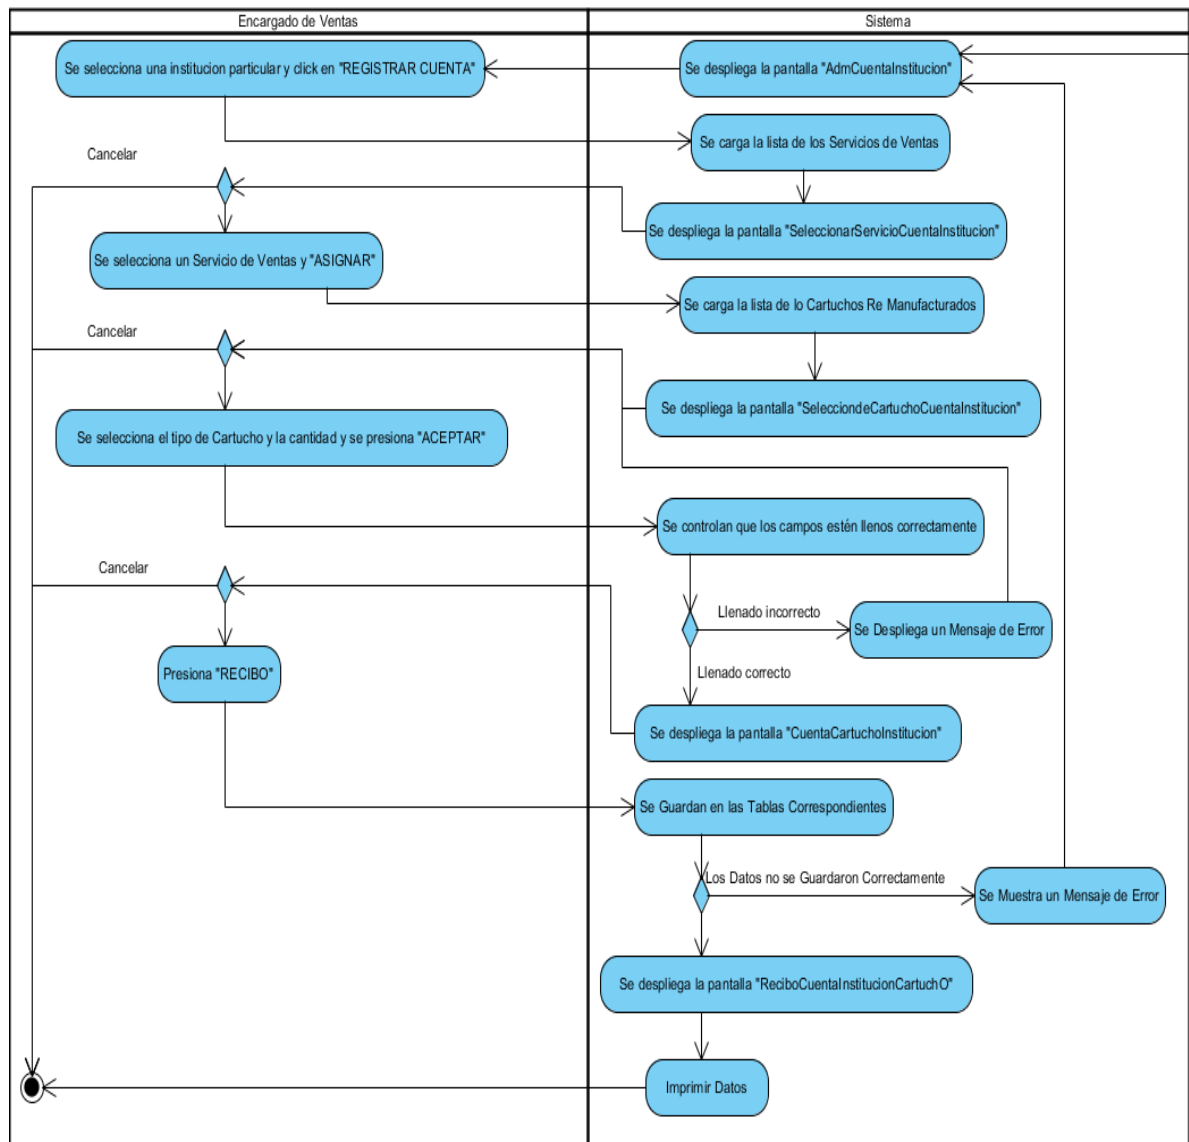 Encargado de Ventas
Sistema
Se selecciona una institucion particular y click en "REGISTRAR CUENTA"
Se despliega la pantalla "AdmCuentaInstitucion"
Se carga la lista de los Servicios de Ventas
Cancelar
Se despliega la pantalla "SeleccionarServicioCuentaInstitucion"
Se selecciona un Servicio de Ventas y "ASIGNAR"
Se carga la lista de lo Cartuchos Re Manufacturados
Cancelar
Se despliega la pantalla "SelecciondeCartuchoCuentaInstitucion"
Se selecciona el tipo de Cartucho y la cantidad y se presiona "ACEPTAR"
Se controlan que los campos estén llenos correctamente
Cancelar
Llenado incorrecto
Se Despliega un Mensaje de Error
Presiona "RECIBO"
Llenado correcto
Se despliega la pantalla "CuentaCartuchoInstitucion"
Se Guardan en las Tablas Correspondientes
Los Datos no se Guardaron Correctamente
Se Muestra un Mensaje de Error
Se despliega la pantalla "ReciboCuentaInstitucionCartuchO"
Imprimir Datos